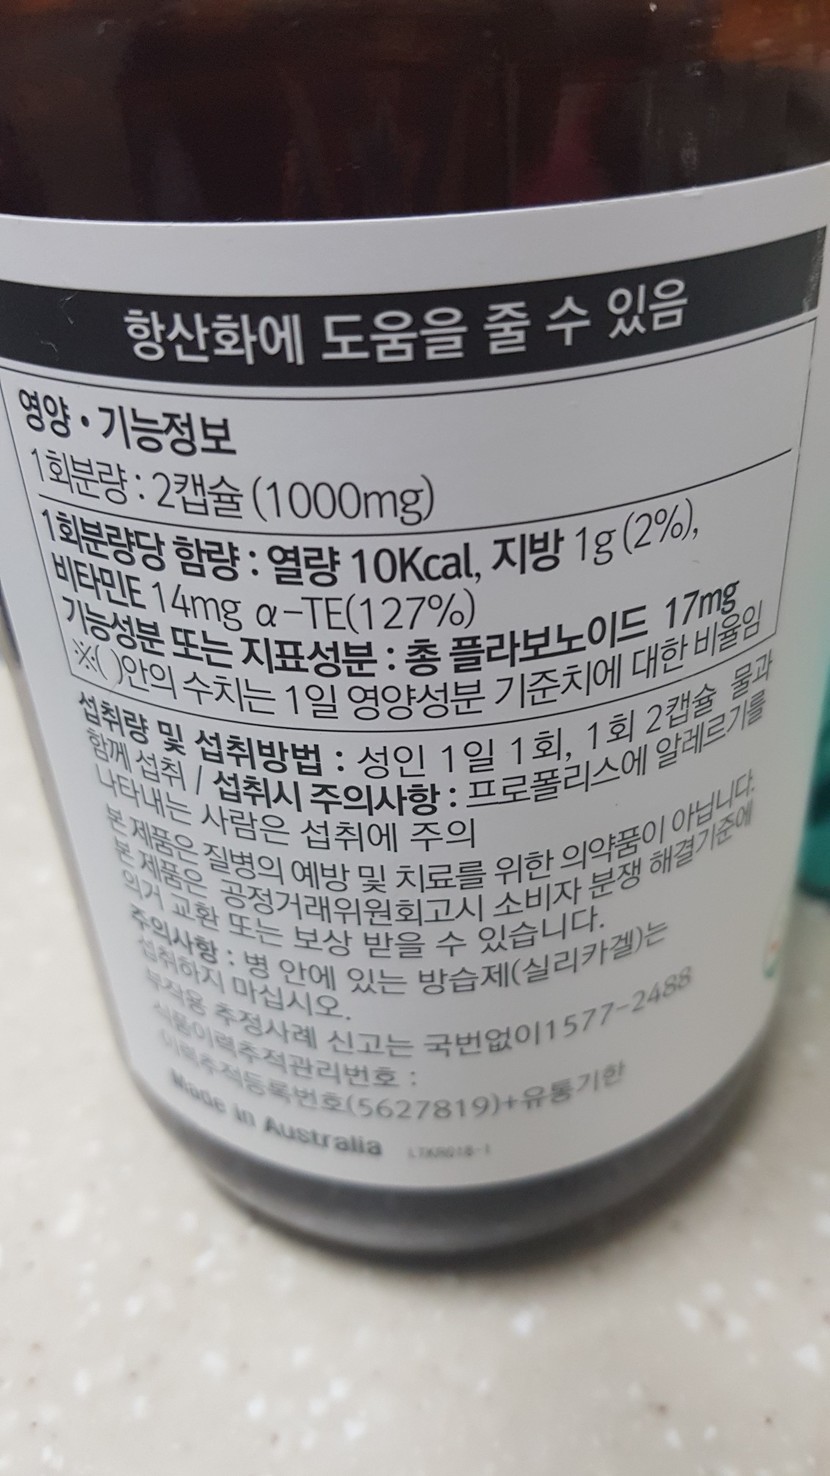 항산화에 도움을 줄 수 있음
영양・기능정보
1회분량 : 2캡슐 (1000mg)
1회분량당 함량 : 열량 10Kcal, 지방 1g (2%),
비타민E 14mg α-TE(127%)
기능성분 또는 지표성분 : 총 플라보노이드 17mg
※( )안의 수치는 1일 영양성분 기준치에 대한 비율임
섭취량 및 섭취방법 : 성인 1일 1회, 1회 2캡슐 물과
함께 섭취 / 섭취시 주의사항 : 프로폴리스에 알레르기를
나타내는 사람은 섭취에 주의
본 제품은 질병의 예방 및 치료를 위한 의약품이 아닙니다.
본 제품은 공정거래위원회고시 소비자 분쟁 해결기준에
의거 교환 또는 보상 받을 수 있습니다.
주의사항 : 병 안에 있는 방습제(실리카겔)는
섭취하지 마십시오.
부작용 추정사례 신고는 국번없이1577-2488
식품이력추적관리번호 :
이력추적등록번호(5627819)+유통기한
Made in Australia